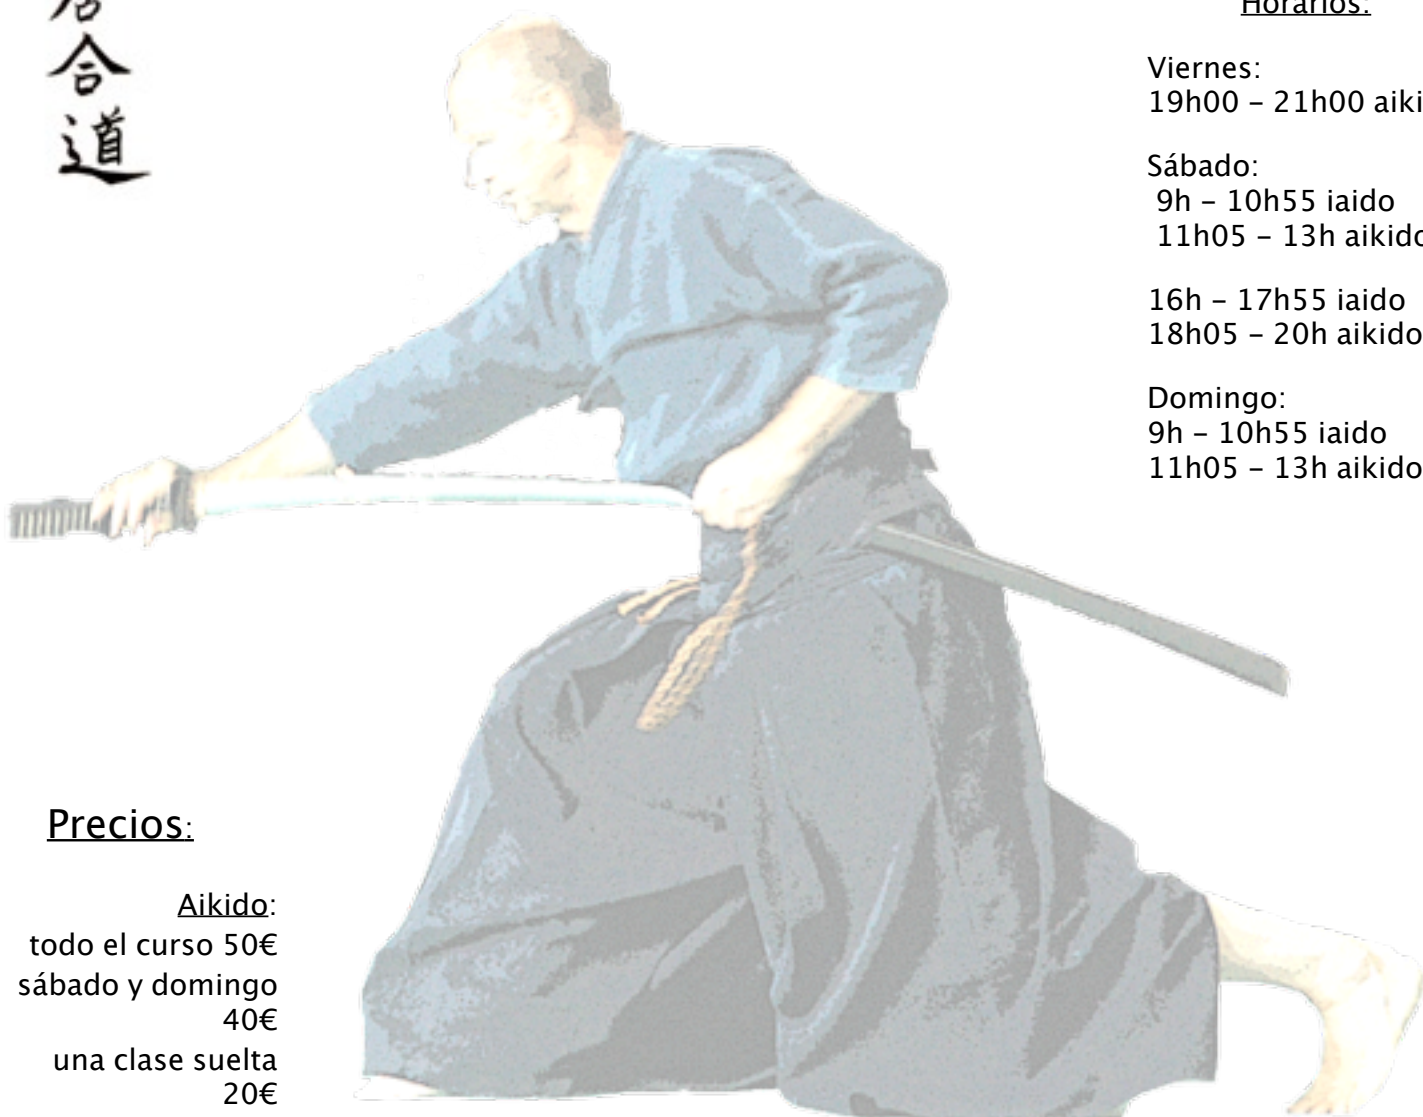 合
道
Horarios:
Viernes:
19h00 – 21h00
Sábado:
9h – 10h55 iaido
11h05 – 13h aikido
16h – 17h55 iaido
18h05 – 20h aikido
Domingo:
9h – 10h55 iaido
11h05 – 13h aikido
Precios:
Aikido:
todo el curso 50€
sábado y domingo
40€
una clase suelta
20€